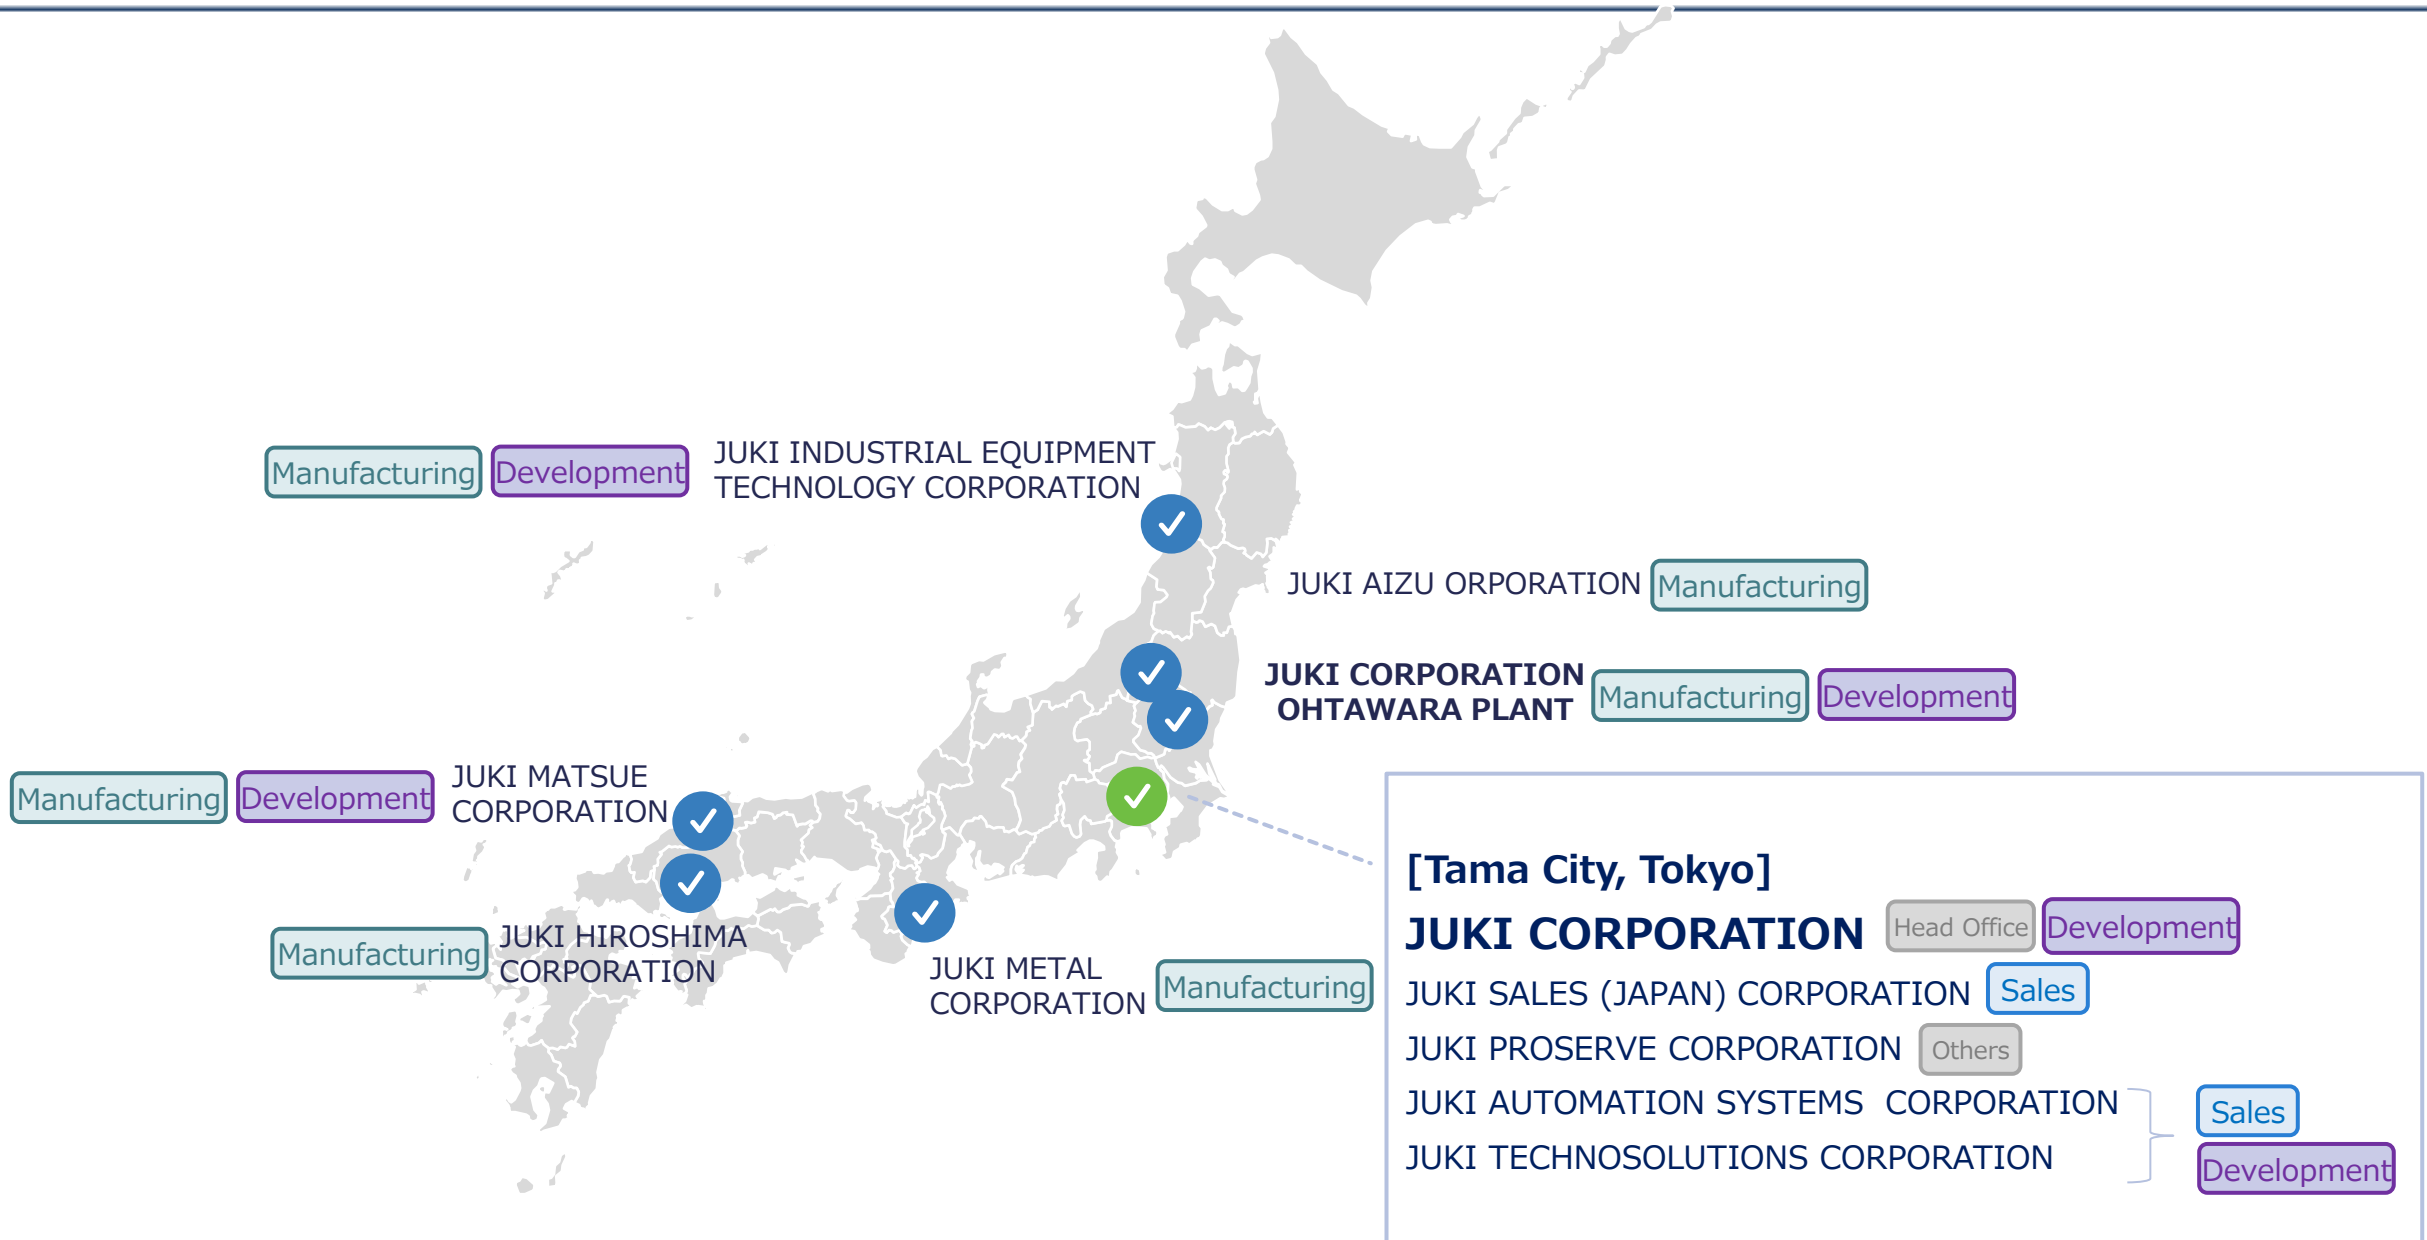 Manufacturing Development JUKI INDUSTRIAL EQUIPMENT
TECHNOLOGY CORPORATION
JUKI AIZU ORPORATION Manufacturing
JUKI CORPORATION
OHTAWARA PLANT Manufacturing Development
Manufacturing Development JUKI MATSUE
CORPORATION
Manufacturing JUKI HIROSHIMA
CORPORATION
JUKI METAL
CORPORATION Manufacturing
[Tama City, Tokyo]
JUKI CORPORATION Head Office Development
JUKI SALES (JAPAN) CORPORATION Sales
JUKI PROSERVE CORPORATION Others
JUKI AUTOMATION SYSTEMS CORPORATION Sales
JUKI TECHNOSOLUTIONS CORPORATION Development